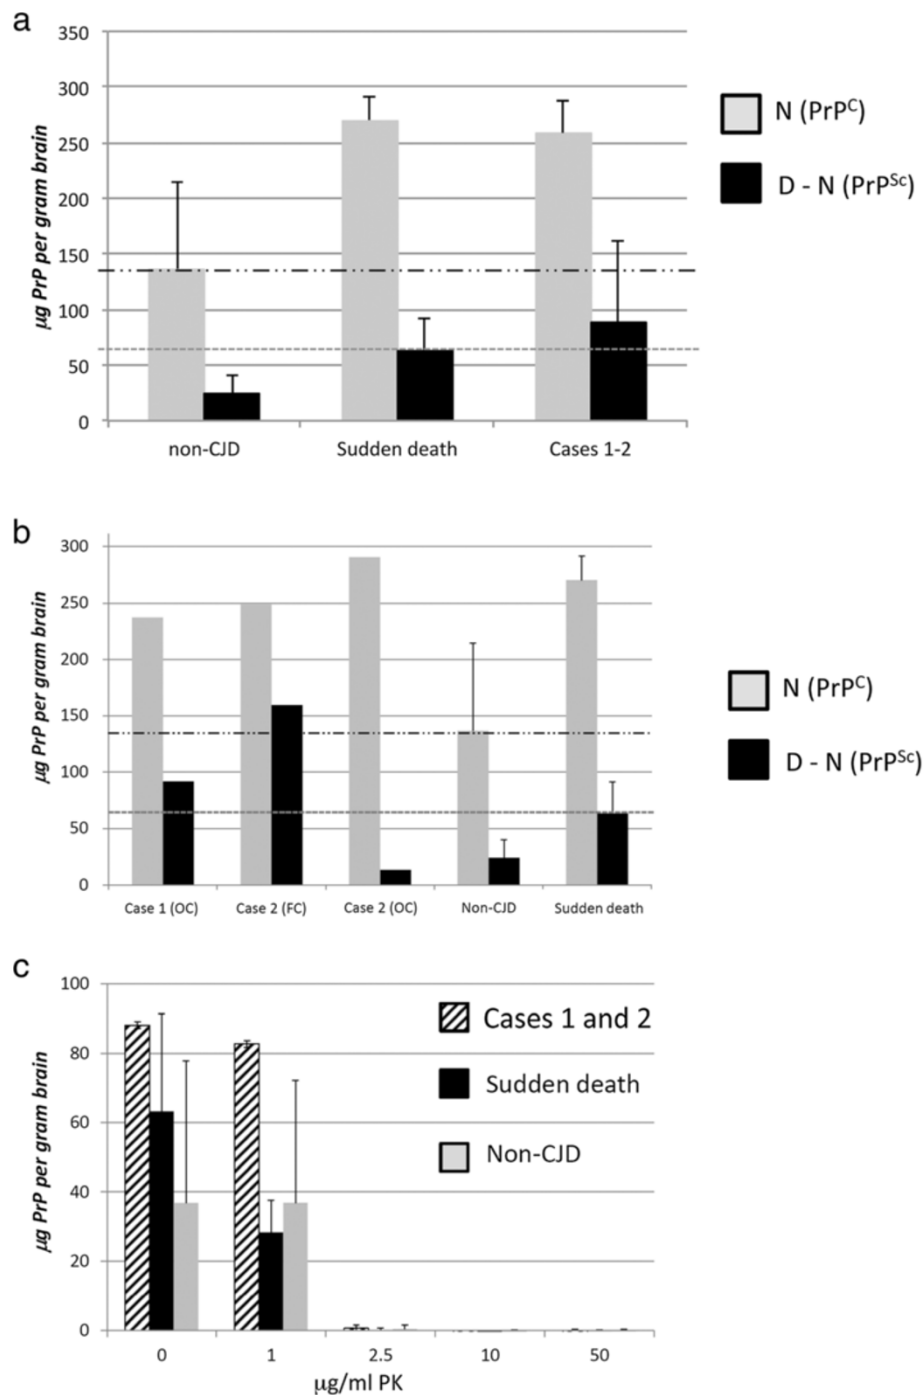 a
350
300
250
200
150
100
50
0
µg PrP per gram brain
non-CJD
Sudden death
Cases 1-2
N (PrPC)
D - N (PrPSc)
b
300
250
200
150
100
50
0
µg PrP per gram brain
Case 1 (OC)
Case 2 (FC)
Case 2 (OC)
Non-CJD
Sudden death
N (PrPC)
D - N (PrPSc)
c
100
80
60
40
20
0
µg PrP per gram brain
0
1
2.5
10
50
µg/ml PK
Cases 1 and 2
Sudden death
Non-CJD